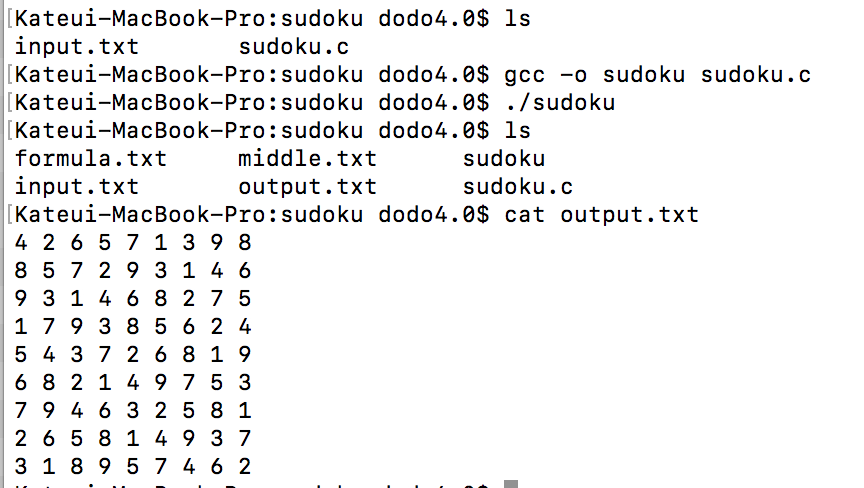 [Kateui-MacBook-Pro:sudoku dodo4.0$ ls
input.txt       sudoku.c
[Kateui-MacBook-Pro:sudoku dodo4.0$ gcc -o sudoku sudoku.c
[Kateui-MacBook-Pro:sudoku dodo4.0$ ./sudoku
[Kateui-MacBook-Pro:sudoku dodo4.0$ ls
formula.txt     middle.txt      sudoku
input.txt       output.txt      sudoku.c
[Kateui-MacBook-Pro:sudoku dodo4.0$ cat output.txt
4 2 6 5 7 1 3 9 8
8 5 7 2 9 3 1 4 6
9 3 1 4 6 8 2 7 5
1 7 9 3 8 5 6 2 4
5 4 3 7 2 6 8 1 9
6 8 2 1 4 9 7 5 3
7 9 4 6 3 2 5 8 1
2 6 5 8 1 4 9 3 7
3 1 8 9 5 7 4 6 2